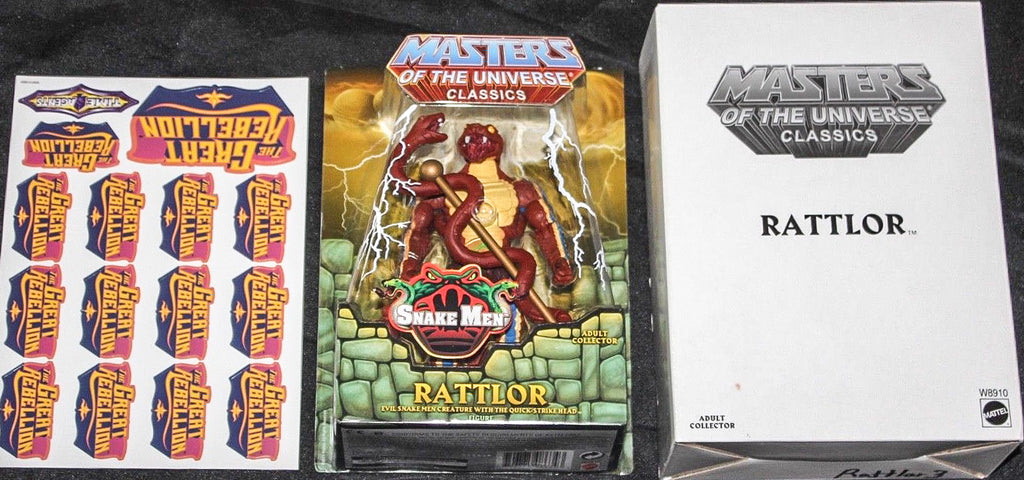 TIME AGENTS
THE
GREAT
REBELLION
THE
GREAT
REBELLION
THE
GREAT
REBELLION
THE
GREAT
REBELLION
THE
GREAT
REBELLION
THE
GREAT
REBELLION
THE
GREAT
REBELLION
THE
GREAT
REBELLION
THE
GREAT
REBELLION
THE
GREAT
REBELLION
THE
GREAT
REBELLION
THE
GREAT
REBELLION
THE
GREAT
REBELLION
THE
GREAT
REBELLION
MASTERS
OF THE UNIVERSE
CLASSICS
SNAKE MEN
ADULT
COLLECTOR
RATTLOR
EVIL SNAKE MEN CREATURE WITH THE QUICK-STRIKE HEAD
FIGURE
MASTERS
OF THE UNIVERSE
CLASSICS
RATTLOR™
W8910
MATTEL
ADULT
COLLECTOR